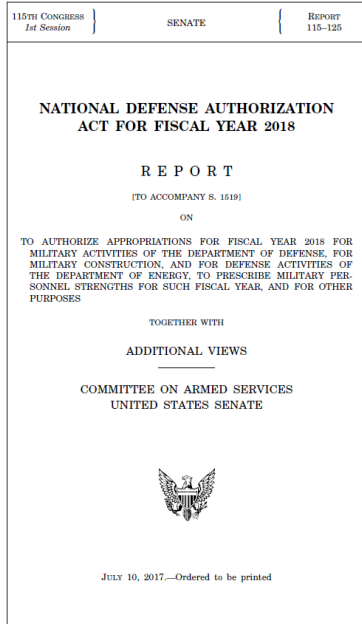 115TH CONGRESS
1st Session
SENATE
REPORT
115–125
NATIONAL DEFENSE AUTHORIZATION
ACT FOR FISCAL YEAR 2018
REPORT
[TO ACCOMPANY S. 1519]
ON
TO AUTHORIZE APPROPRIATIONS FOR FISCAL YEAR 2018 FOR
MILITARY ACTIVITIES OF THE DEPARTMENT OF DEFENSE, FOR
MILITARY CONSTRUCTION, AND FOR DEFENSE ACTIVITIES OF
THE DEPARTMENT OF ENERGY, TO PRESCRIBE MILITARY PER-
SONNEL STRENGTHS FOR SUCH FISCAL YEAR, AND FOR OTHER
PURPOSES
TOGETHER WITH
ADDITIONAL VIEWS
COMMITTEE ON ARMED SERVICES
UNITED STATES SENATE
JULY 10, 2017.—Ordered to be printed